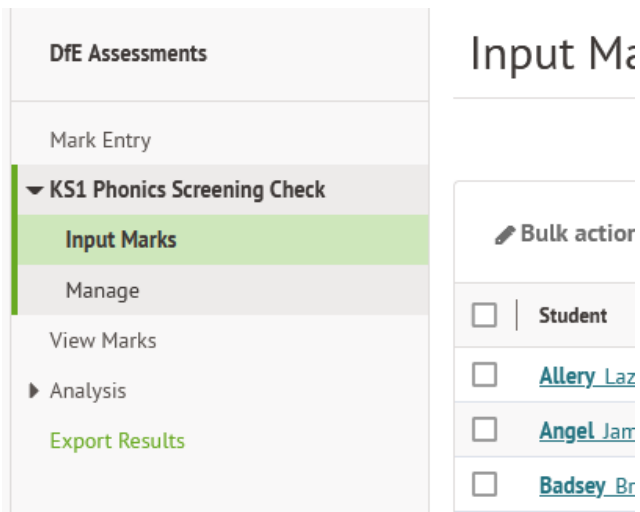 DfE Assessments
Mark Entry
KS1 Phonics Screening Check
Input Marks
Manage
View Marks
Analysis
Export Results
Input
Bulk
Student
Allery
Angel
Badsey